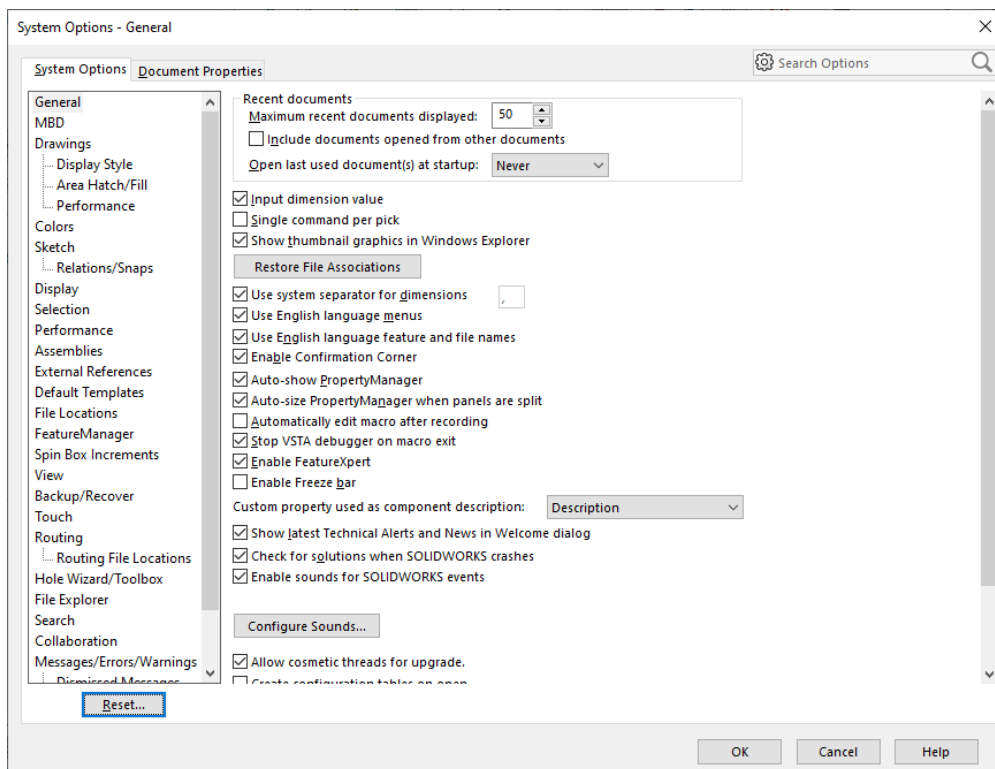 System Options - General
System Options
Document Properties
Search Options
General
MBD
Drawings
Display Style
Area Hatch/Fill
Performance
Colors
Sketch
Relations/Snaps
Display
Selection
Performance
Assemblies
External References
Default Templates
File Locations
FeatureManager
Spin Box Increments
View
Backup/Recover
Touch
Routing
Routing File Locations
Hole Wizard/Toolbox
File Explorer
Search
Collaboration
Messages/Errors/Warnings
Dismissed Messages
Reset...
Recent documents
Maximum recent documents displayed: 50
Include documents opened from other documents
Open last used document(s) at startup: Never
Input dimension value
Single command per pick
Show thumbnail graphics in Windows Explorer
Restore File Associations
Use system separator for dimensions ,
Use English language menus
Use English language feature and file names
Enable Confirmation Corner
Auto-show PropertyManager
Auto-size PropertyManager when panels are split
Automatically edit macro after recording
Stop VSTA debugger on macro exit
Enable FeatureXpert
Enable Freeze bar
Custom property used as component description: Description
Show latest Technical Alerts and News in Welcome dialog
Check for solutions when SOLIDWORKS crashes
Enable sounds for SOLIDWORKS events
Configure Sounds...
Allow cosmetic threads for upgrade.
Create configuration tables on open
OK
Cancel
Help